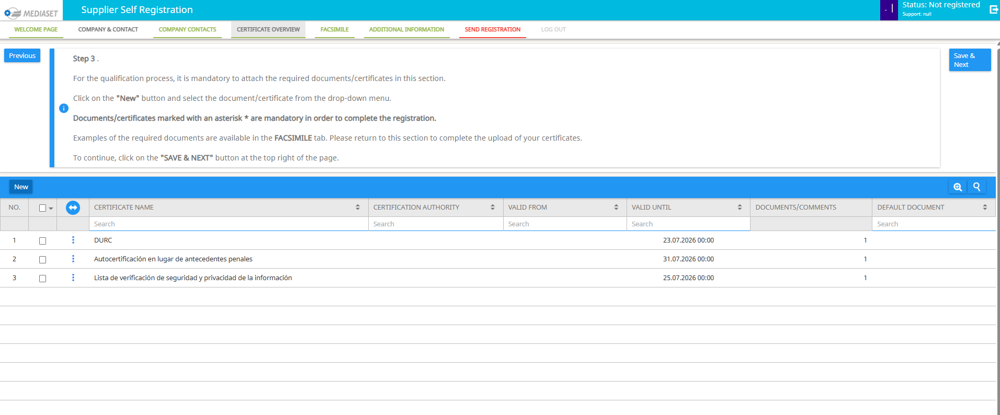 MEDIASET
Supplier Self Registration
Status: Not registered
Support: null
WELCOME PAGE
COMPANY & CONTACT
COMPANY CONTACTS
CERTIFICATE OVERVIEW
FACSIMILE
ADDITIONAL INFORMATION
SEND REGISTRATION
LOG OUT
Previous
Step 3 .
For the qualification process, it is mandatory to attach the required documents/certificates in this section.
Click on the "New" button and select the document/certificate from the drop-down menu.
Documents/certificates marked with an asterisk * are mandatory in order to complete the registration.
Examples of the required documents are available in the FACSIMILE tab. Please return to this section to complete the upload of your certificates.
To continue, click on the "SAVE & NEXT" button at the top right of the page.
Save &
Next
New
NO. CERTIFICATE NAME CERTIFICATION AUTHORITY VALID FROM VALID UNTIL DOCUMENTS/COMMENTS DEFAULT DOCUMENT
Search Search Search Search Search
1 DURC 23.07.2026 00:00 1
2 Autocertificación en lugar de antecedentes penales 31.07.2026 00:00 1
3 Lista de verificación de seguridad y privacidad de la información 25.07.2026 00:00 1